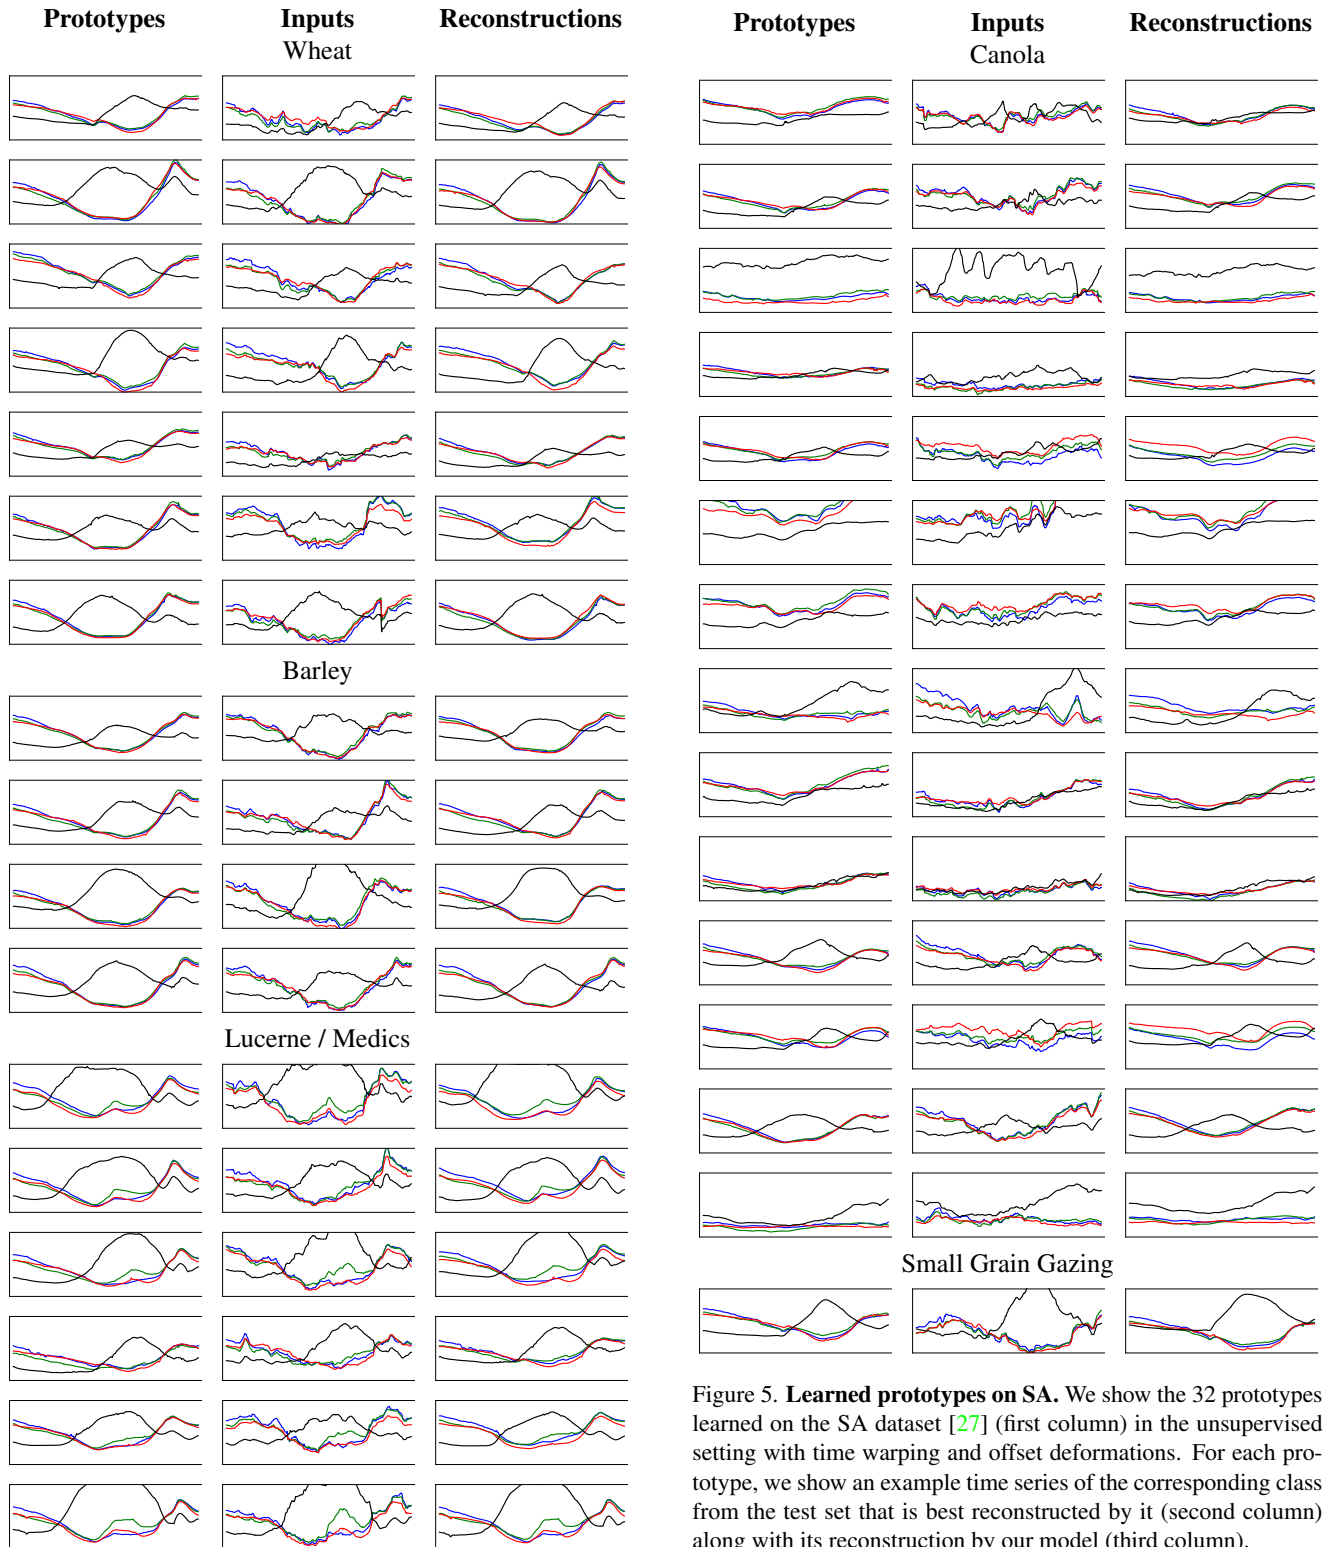 Prototypes Inputs Reconstructions
Wheat
Barley
Lucerne / Medics
Prototypes Inputs Reconstructions
Canola
Small Grain Gazing
Figure 5. Learned prototypes on SA. We show the 32 prototypes
learned on the SA dataset [27] (first column) in the unsupervised
setting with time warping and offset deformations. For each pro-
totype, we show an example time series of the corresponding class
from the test set that is best reconstructed by it (second column)
along with its reconstruction by our model (third column).